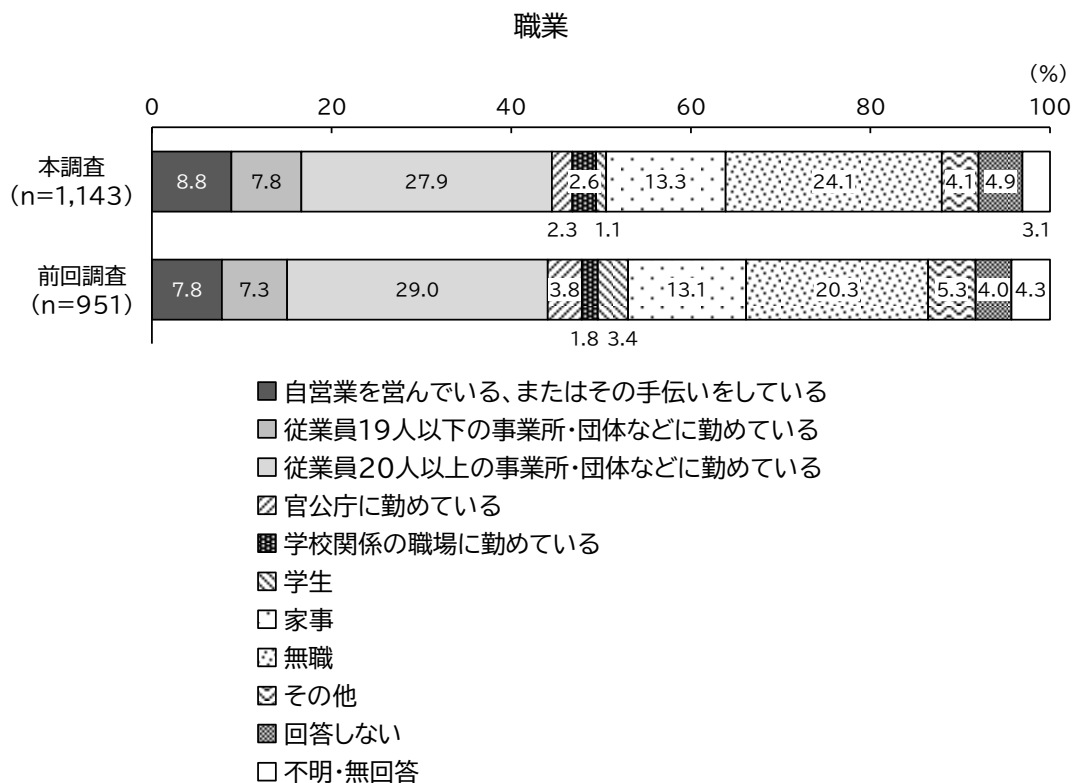 職業
(%)
0 20 40 60 80 100
本調査
(n=1,143)
8.8 7.8 27.9 2.6 13.3 24.1 4.1 4.9
2.3 1.1 3.1
前回調査
(n=951)
7.8 7.3 29.0 3.8 13.1 20.3 5.3 4.0 4.3
1.8 3.4
自営業を営んでいる、またはその手伝いをしている
従業員19人以下の事業所・団体などに勤めている
従業員20人以上の事業所・団体などに勤めている
官公庁に勤めている
学校関係の職場に勤めている
学生
家事
無職
その他
回答しない
不明・無回答